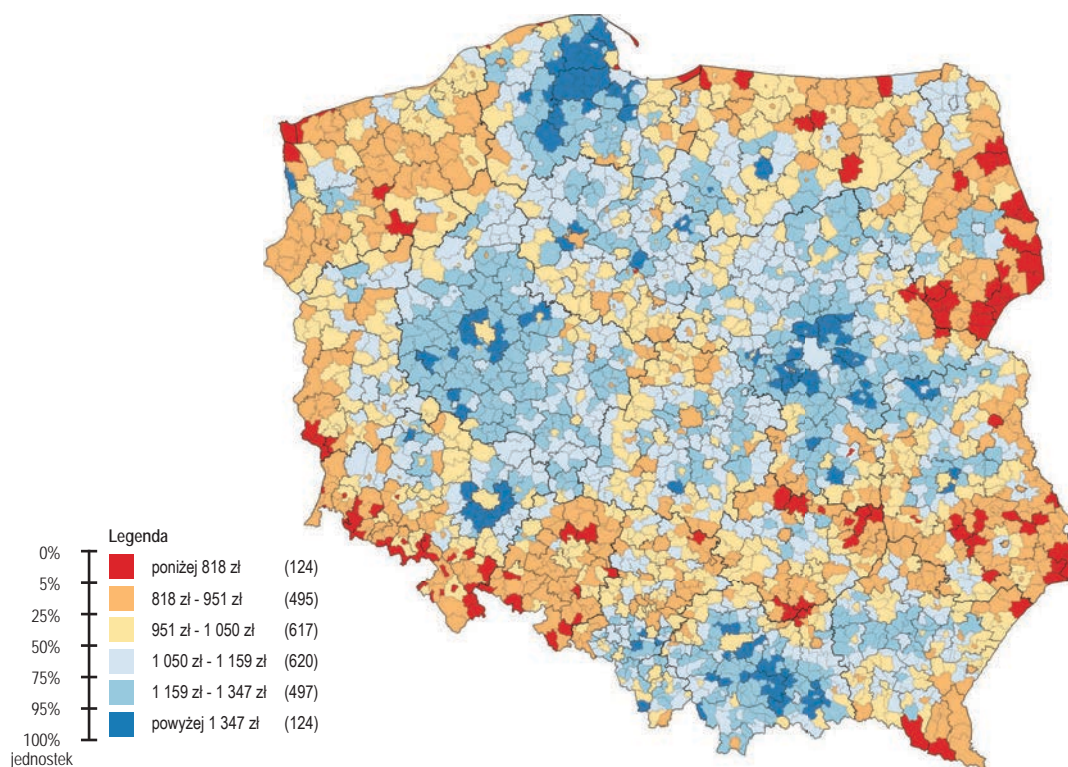 Legenda
0%
5%
25%
50%
75%
95%
100%
jednostek
poniżej 818 zł (124)
818 zł - 951 zł (495)
951 zł - 1 050 zł (617)
1 050 zł - 1 159 zł (620)
1 159 zł - 1 347 zł (497)
powyżej 1 347 zł (124)